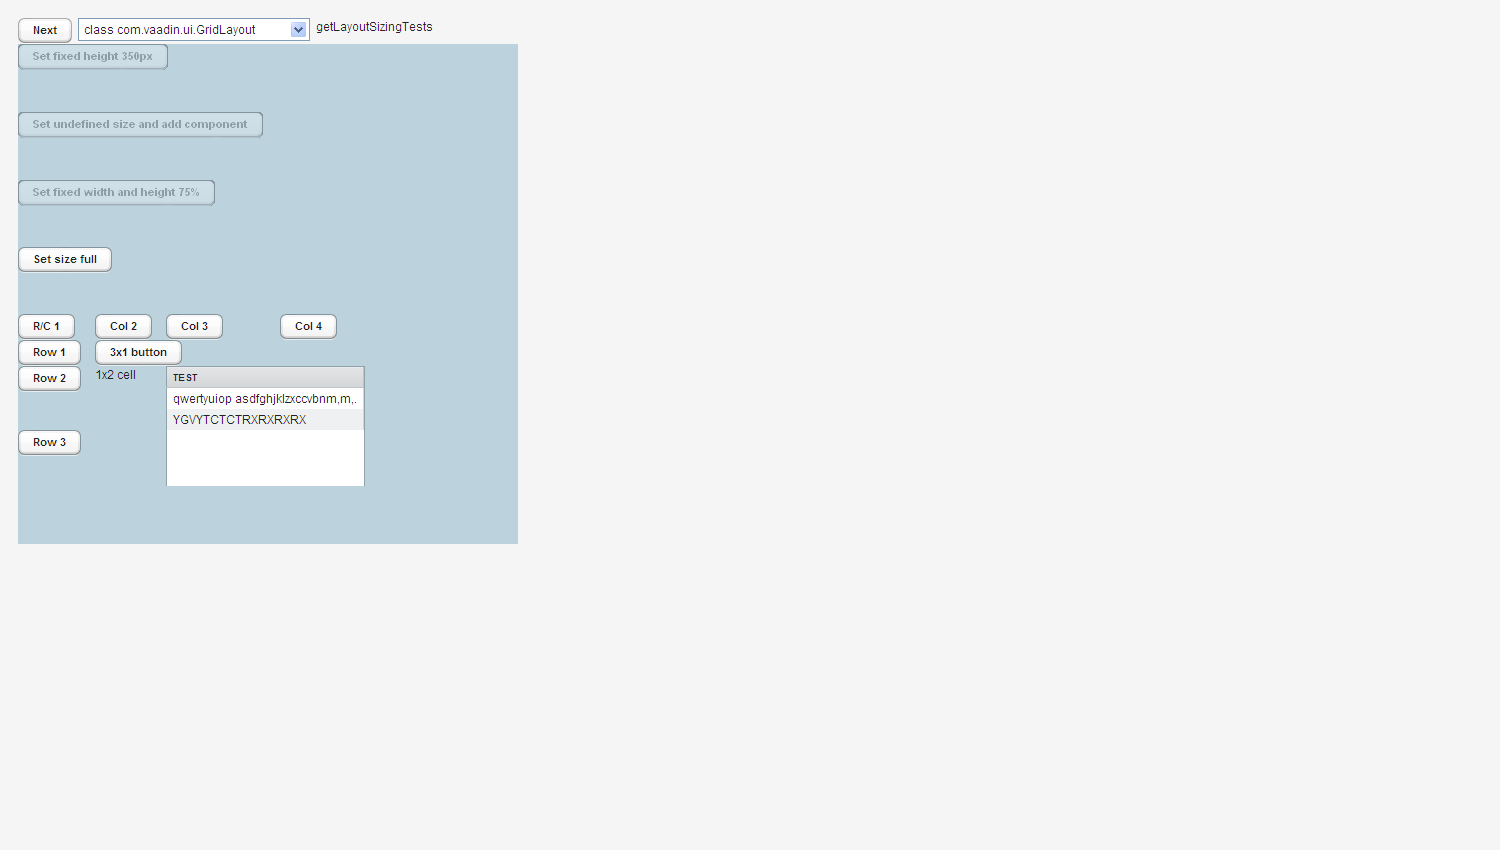 Next
class com.vaadin.ui.GridLayout
getLayoutSizingTests
Set fixed height 350px
Set undefined size and add component
Set fixed width and height 75%
Set size full
R/C 1
Col 2
Col 3
Col 4
Row 1
3x1 button
Row 2
1x2 cell
TEST
qwertyuiop asdfghjklzxccvbnm,m,.
YGVYTCTCTRXRXRXRX
Row 3